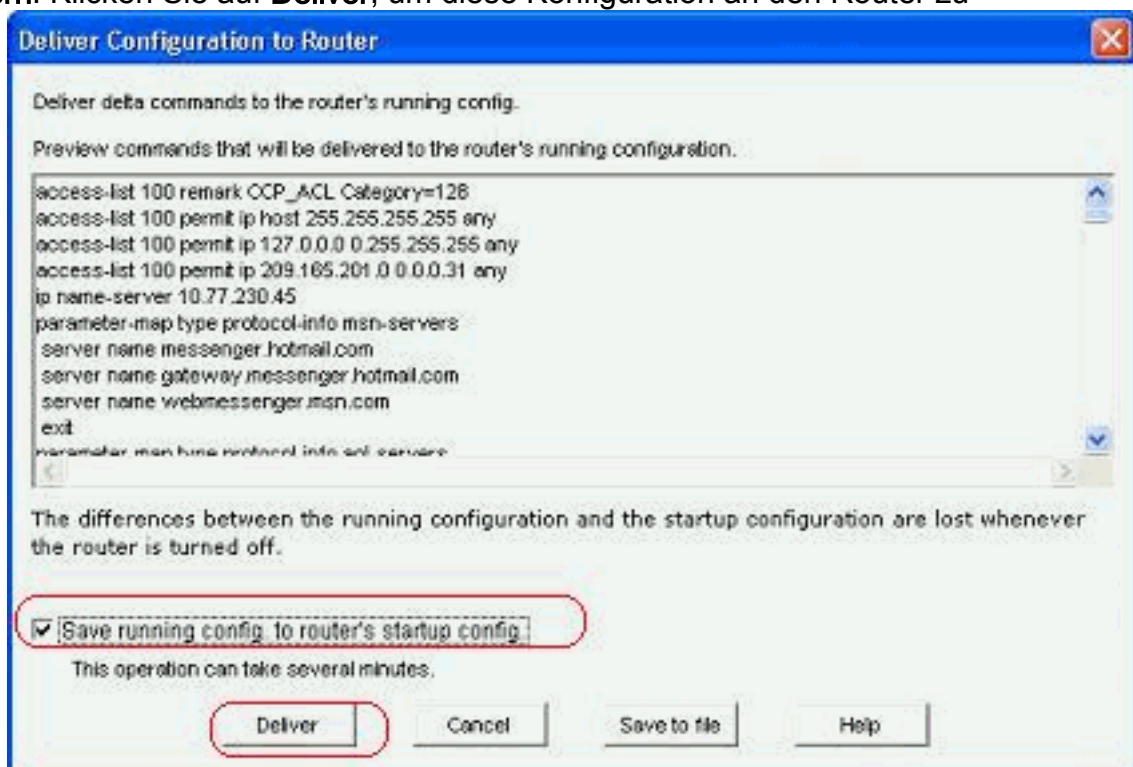 Klicken Sie auf Deliver, um diese Konfiguration an den Router zu
Deliver Configuration to Router
Deliver delta commands to the router's running config.
Preview commands that will be delivered to the router's running configuration.
access-list 100 remark CCP_ACL Category=128
access-list 100 permit ip host 255.255.255.255 any
access-list 100 permit ip 127.0.0.0 0.255.255.255 any
access-list 100 permit ip 209.165.201.0 0.0.0.31 any
ip name-server 10.77.230.45
parameter-map type protocol-info msn-servers
server name messenger.hotmail.com
server name gateway.messenger.hotmail.com
server name webmessenger.msn.com
exit
parameter-map type protocol-info aol-servers
The differences between the running configuration and the startup configuration are lost whenever
the router is turned off.
Save running config. to router's startup config.
This operation can take several minutes.
Deliver
Cancel
Save to file
Help